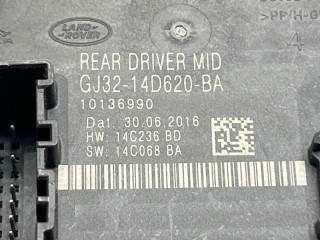 LAND-
ROVER
REAR DRIVER MID
GJ32-14D620-BA
10136990
Dat. 30.06.2016
HW: 14C236 BD
SW: 14C068 BA